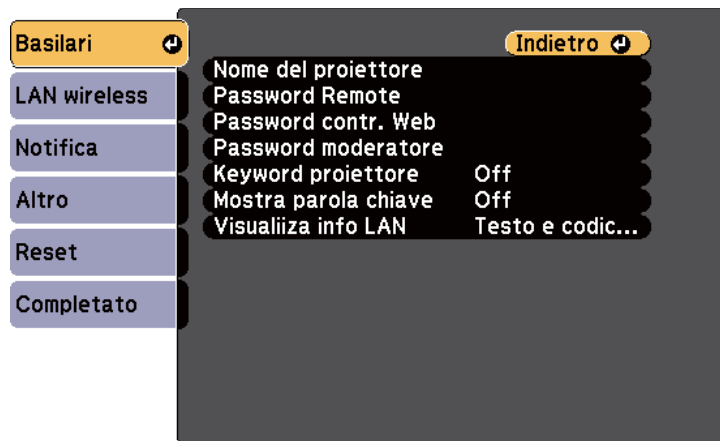 Basilari
LAN wireless
Notifica
Altro
Reset
Completato
Indietro
Nome del proiettore
Password Remote
Password contr. Web
Password moderatore
Keyword proiettore Off
Mostra parola chiave Off
Visualiiza info LAN Testo e codic...